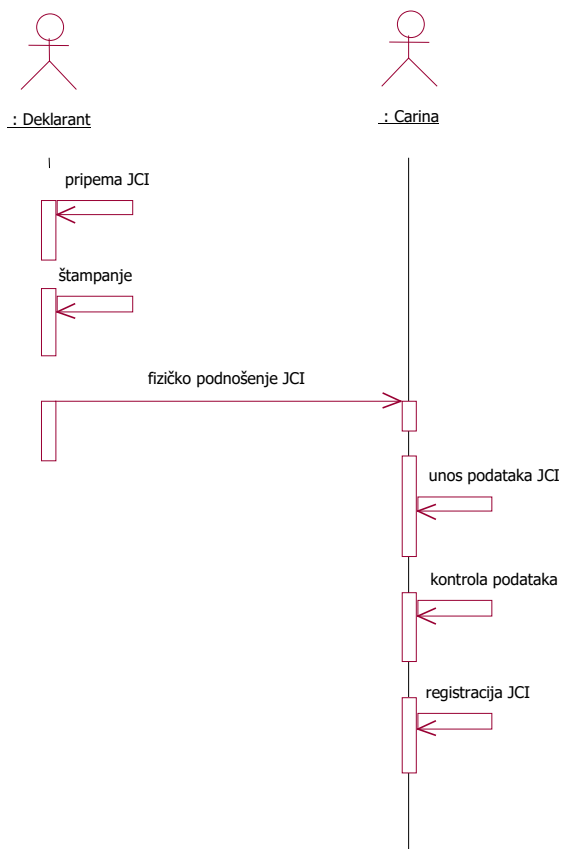 : Deklarant
: Carina
pripema JCI
štampanje
fizičko podnošenje JCI
unos podataka JCI
kontrola podataka
registracija JCI